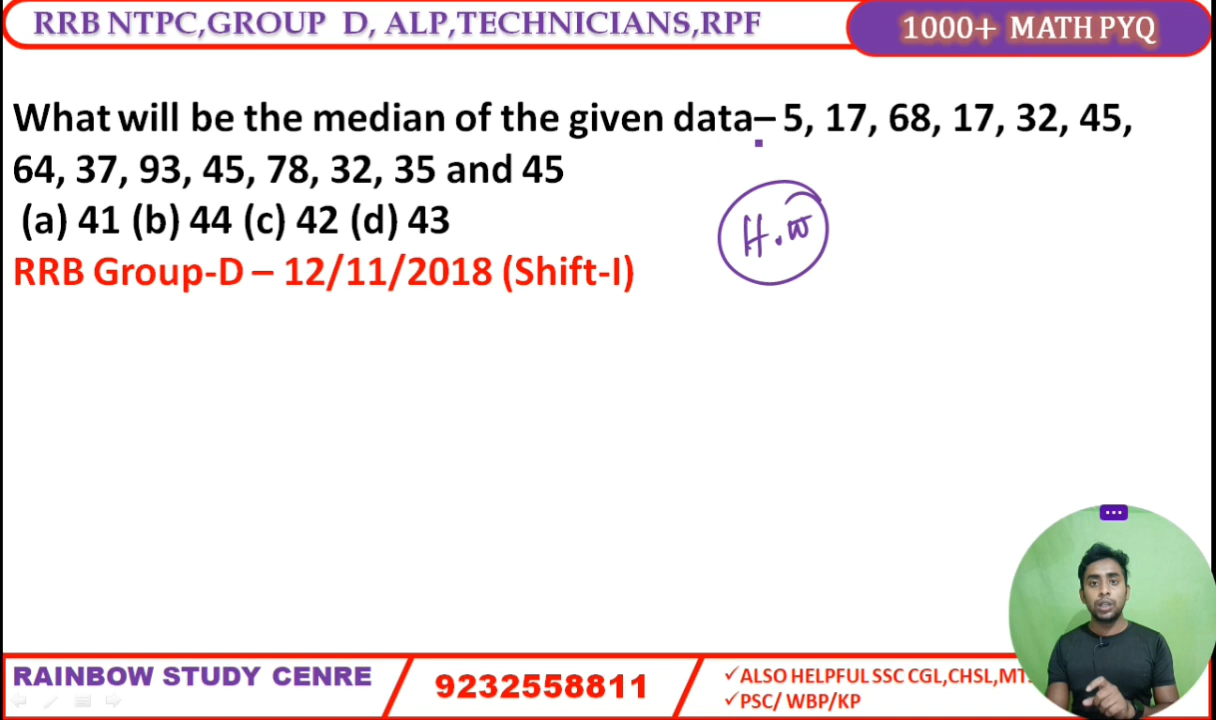 RRB NTPC,GROUP D, ALP,TECHNICIANS,RPF
1000+ MATH PYQ
What will be the median of the given data– 5, 17, 68, 17, 32, 45,
64, 37, 93, 45, 78, 32, 35 and 45
(a) 41 (b) 44 (c) 42 (d) 43
H.W
RRB Group-D – 12/11/2018 (Shift-I)
RAINBOW STUDY CENRE
9232558811
✓ALSO HELPFUL SSC CGL,CHSL,MT
✓PSC/ WBP/KP